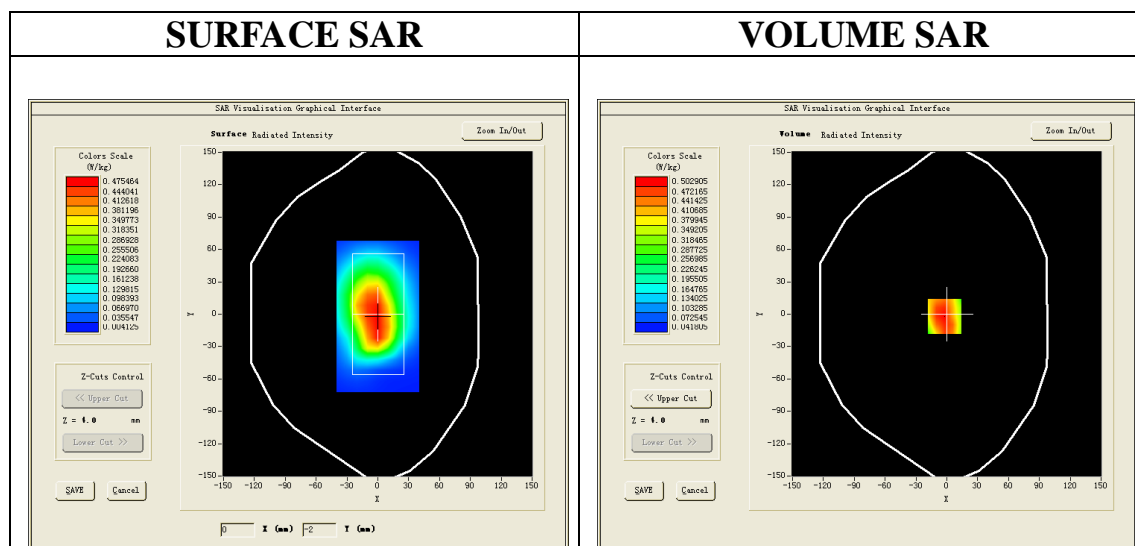 SURFACE SAR
VOLUME SAR
SAR Visualisation Graphical Interface
Surface Radiated Intensity
Zoom In/Out
Colors Scale
(W/kg)
0.475464
0.444041
0.412618
0.381196
0.349773
0.318351
0.286928
0.255506
0.224083
0.192660
0.161238
0.129815
0.098393
0.066970
0.035547
0.004125
Z-Cuts Control
<< Upper Cut
Z = 4.0 mm
Lower Cut >>
SAVE
Cancel
150
120
90
60
30
0
-30
-60
-90
-120
-150
Y
-150 -120 -90 -60 -30 0 30 60 90 120 150
X
0 X (mm) -2 Y (mm)
SAR Visualisation Graphical Interface
Volume Radiated Intensity
Zoom In/Out
Colors Scale
(W/kg)
0.502905
0.472165
0.441425
0.410685
0.379945
0.349205
0.318465
0.287725
0.256985
0.226245
0.195505
0.164765
0.134025
0.103285
0.072545
0.041805
Z-Cuts Control
<< Upper Cut
Z = 4.0 mm
Lower Cut >>
SAVE
Cancel
150
120
90
60
30
0
-30
-60
-90
-120
-150
Y
-150 -120 -90 -60 -30 0 30 60 90 120 150
X